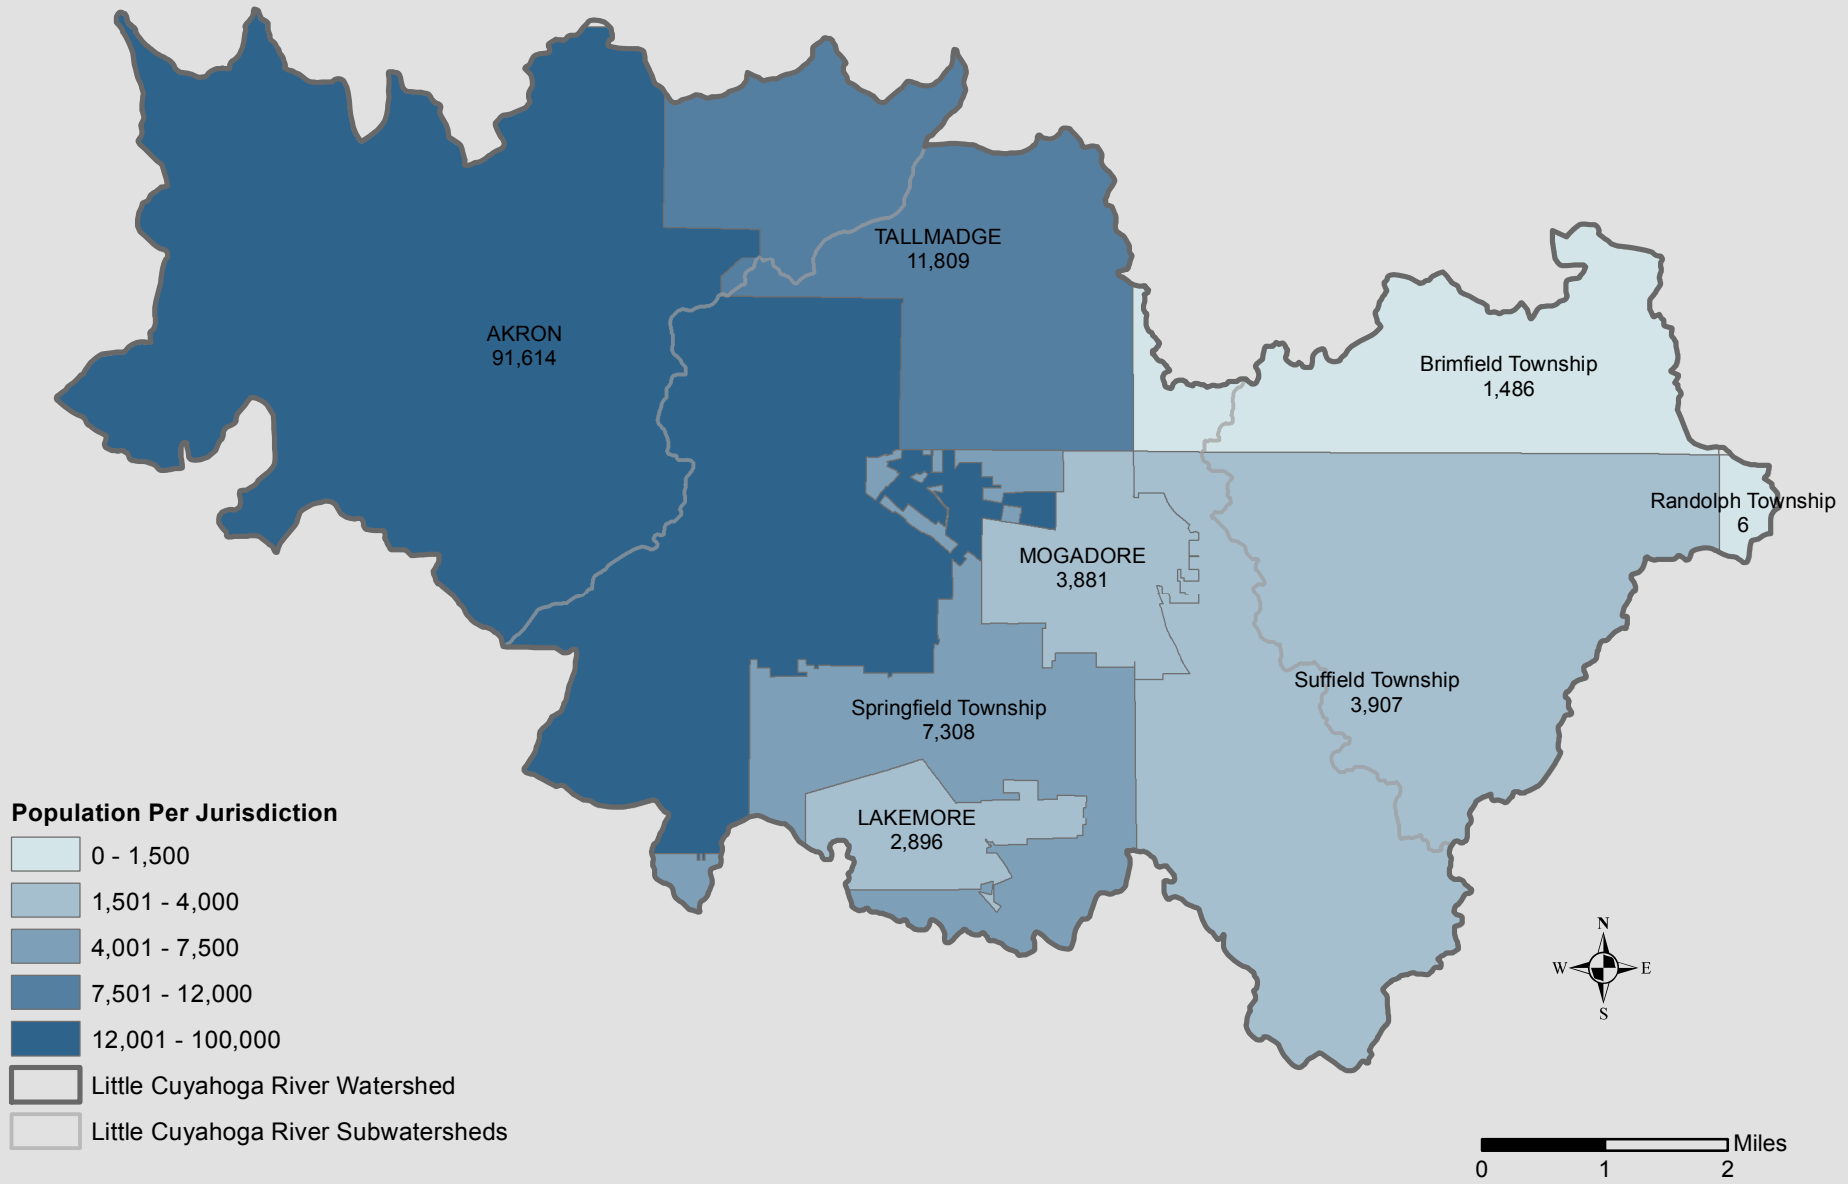 TALLMADGE
11,809
AKRON
91,614
Brimfield Township
1,486
Randolph Township
6
MOGADORE
3,881
Suffield Township
3,907
Springfield Township
7,308
LAKEMORE
2,896
Population Per Jurisdiction
0 - 1,500
1,501 - 4,000
4,001 - 7,500
7,501 - 12,000
12,001 - 100,000
Little Cuyahoga River Watershed
Little Cuyahoga River Subwatersheds
N
W E
S
Miles
0 1 2